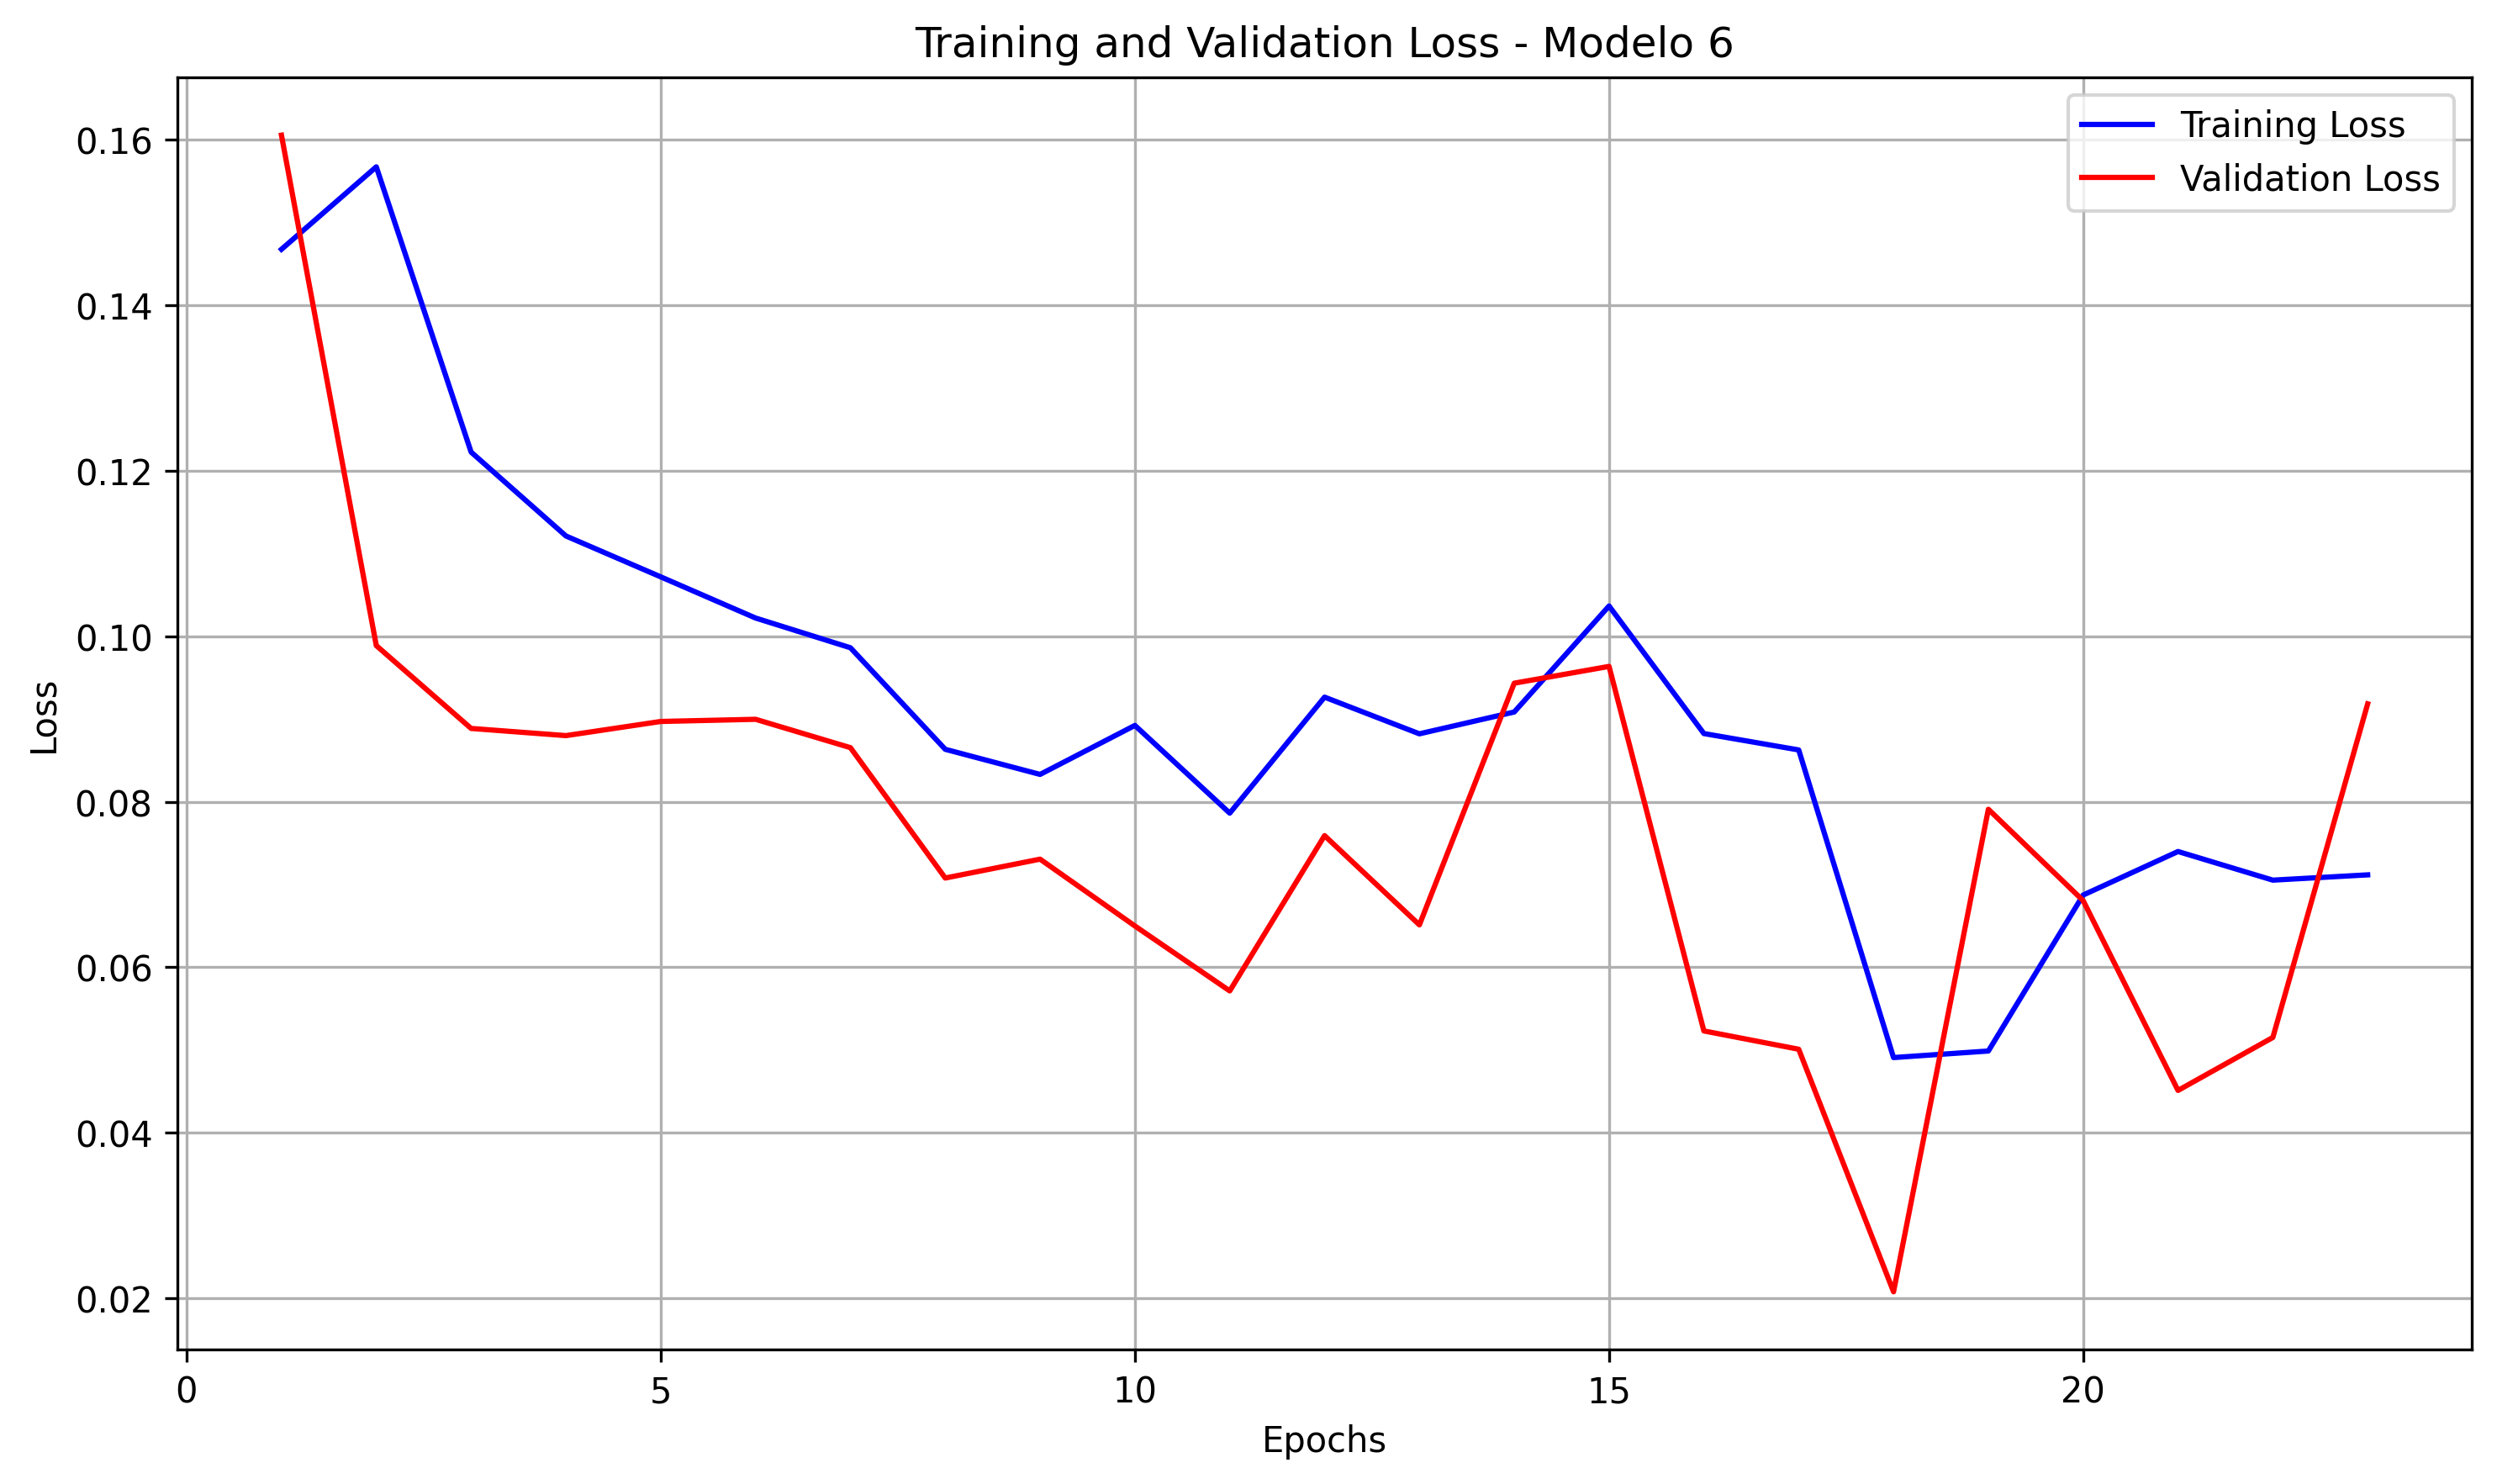 Training and Validation Loss - Modelo 6
Training Loss
Validation Loss
0.16
0.14
0.12
0.10
0.08
0.06
0.04
0.02
Loss
0 5 10 15 20
Epochs